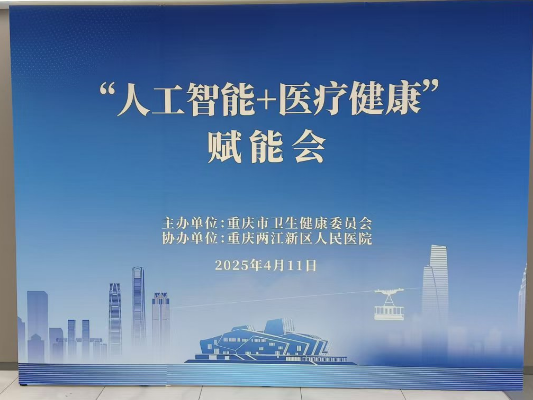 “人工智能+医疗健康”
赋能会
主办单位:重庆市卫生健康委员会
协办单位:重庆两江新区人民医院
2025年4月11日